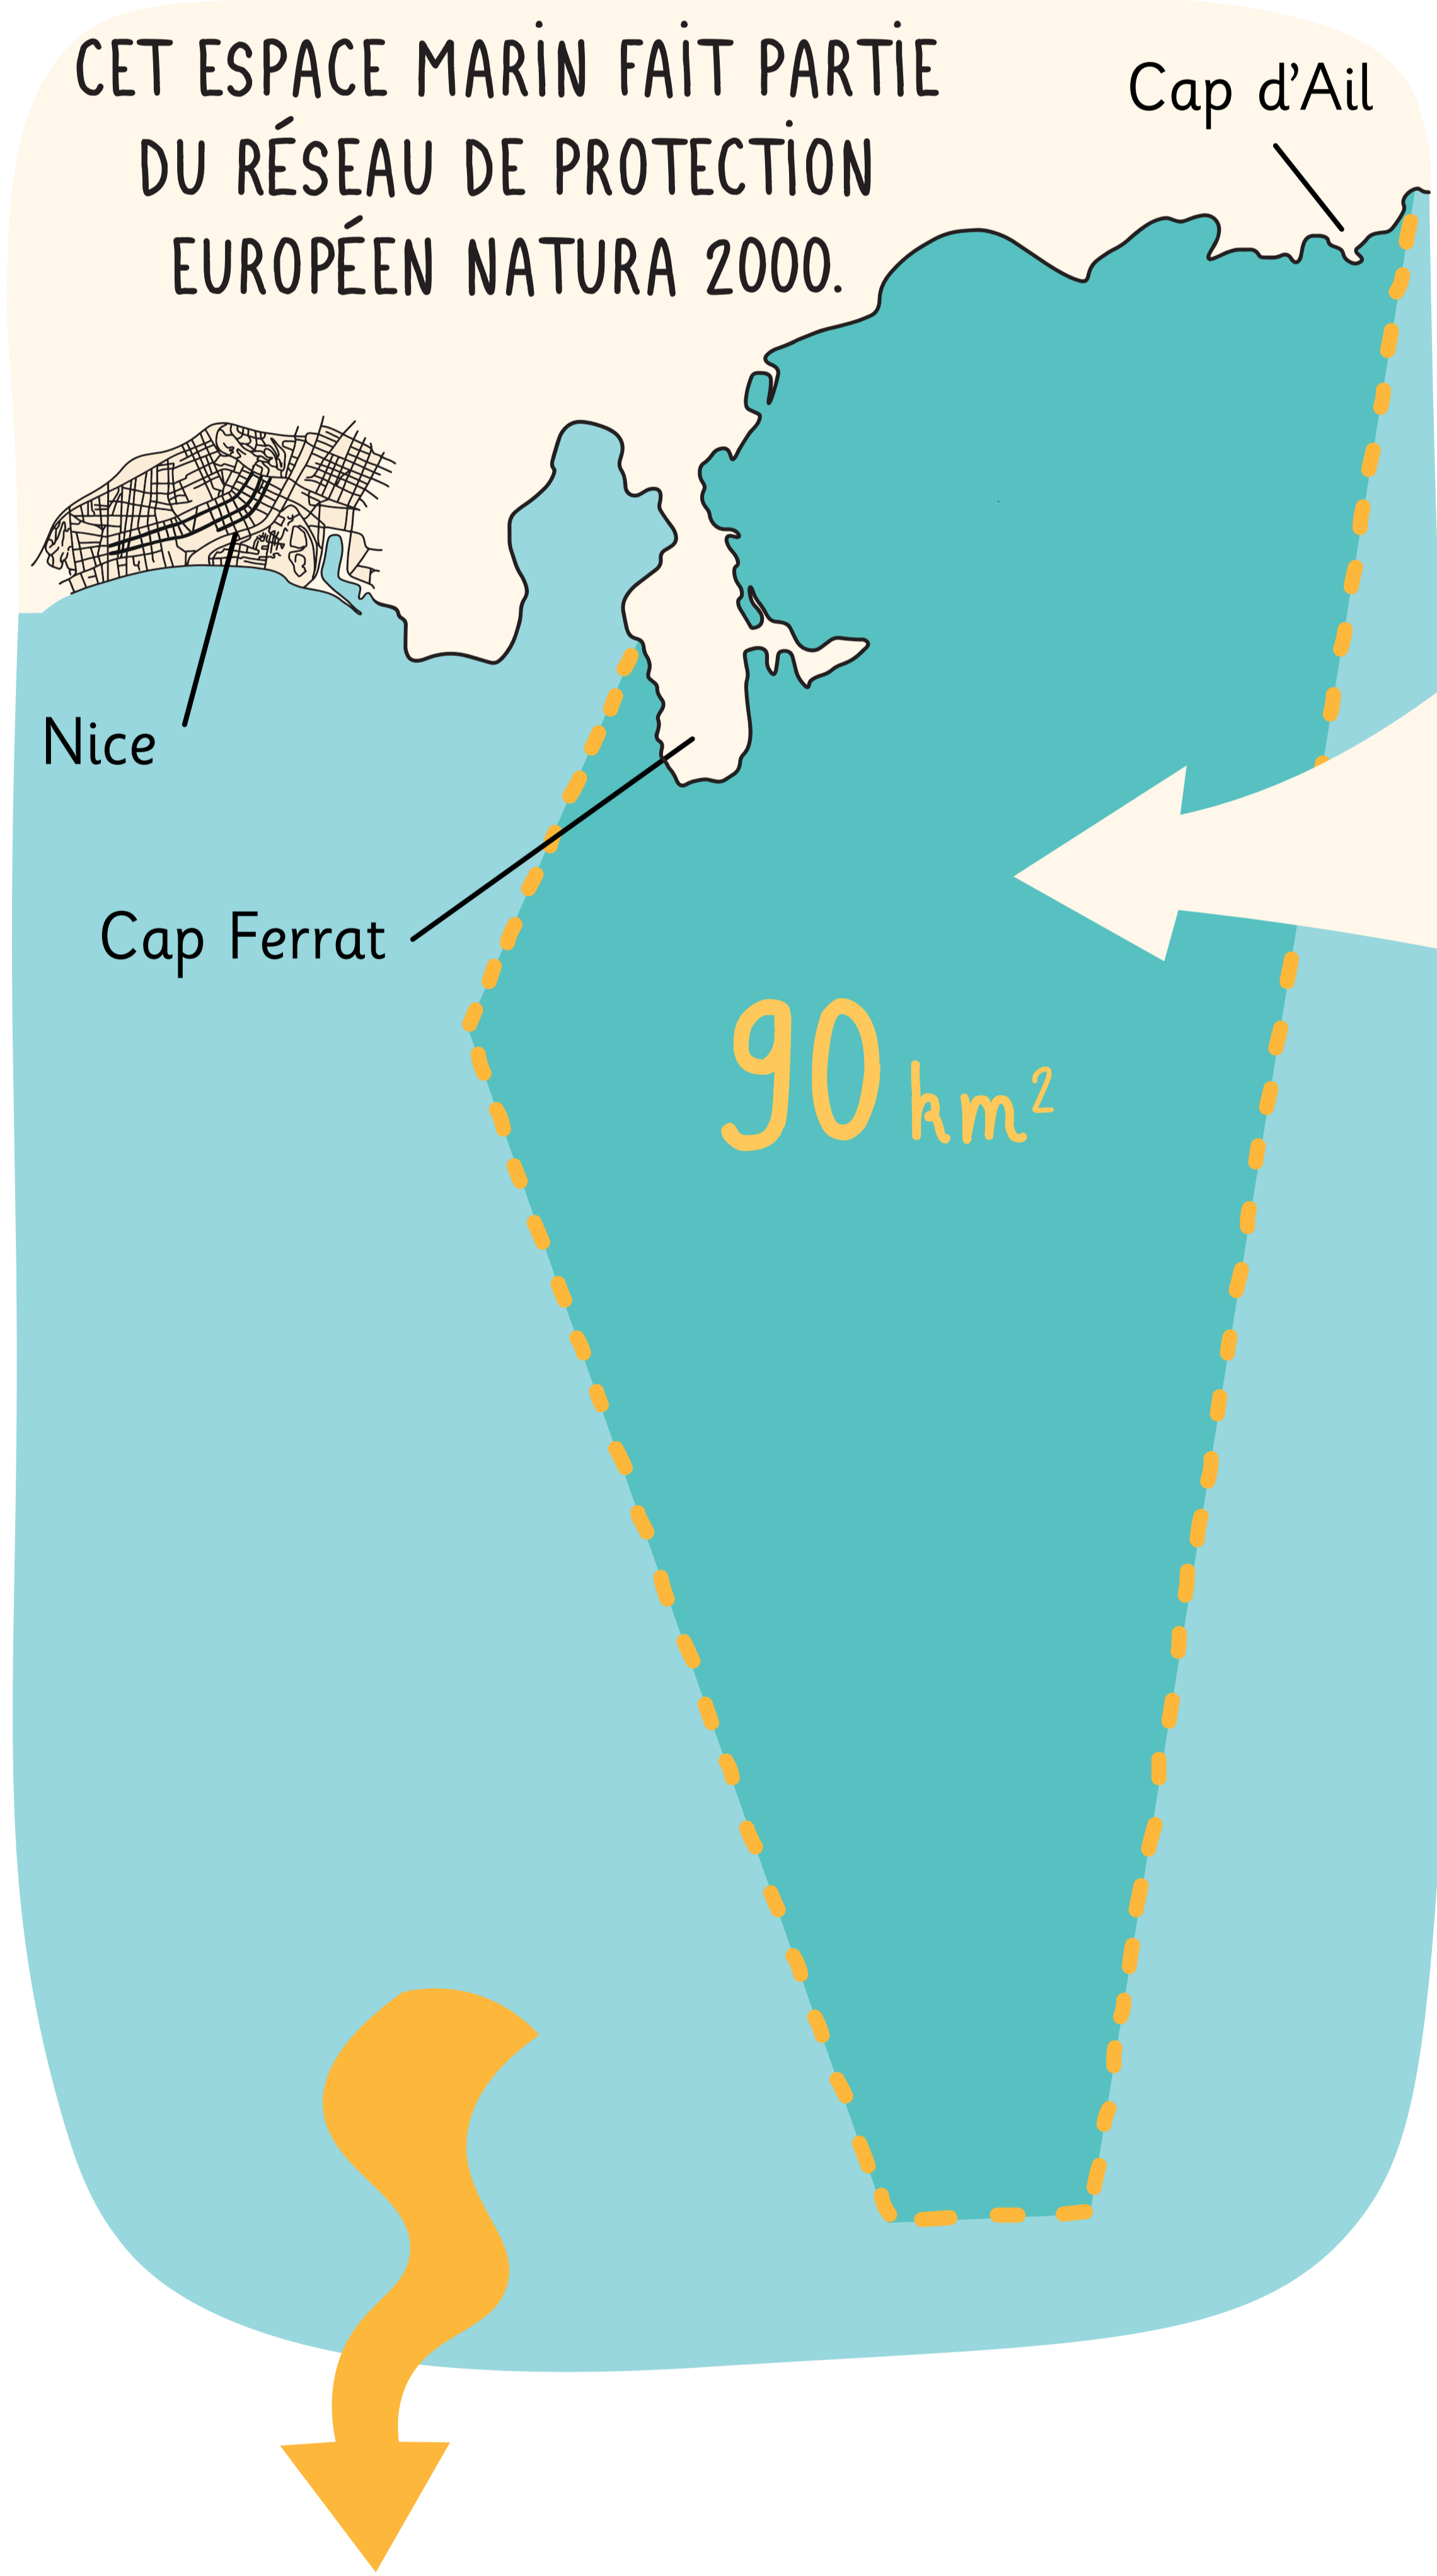 CET ESPACE MARIN FAIT PARTIE
DU RÉSEAU DE PROTECTION
EUROPÉEN NATURA 2000.
Cap d'Ail
Nice
Cap Ferrat
90 km²